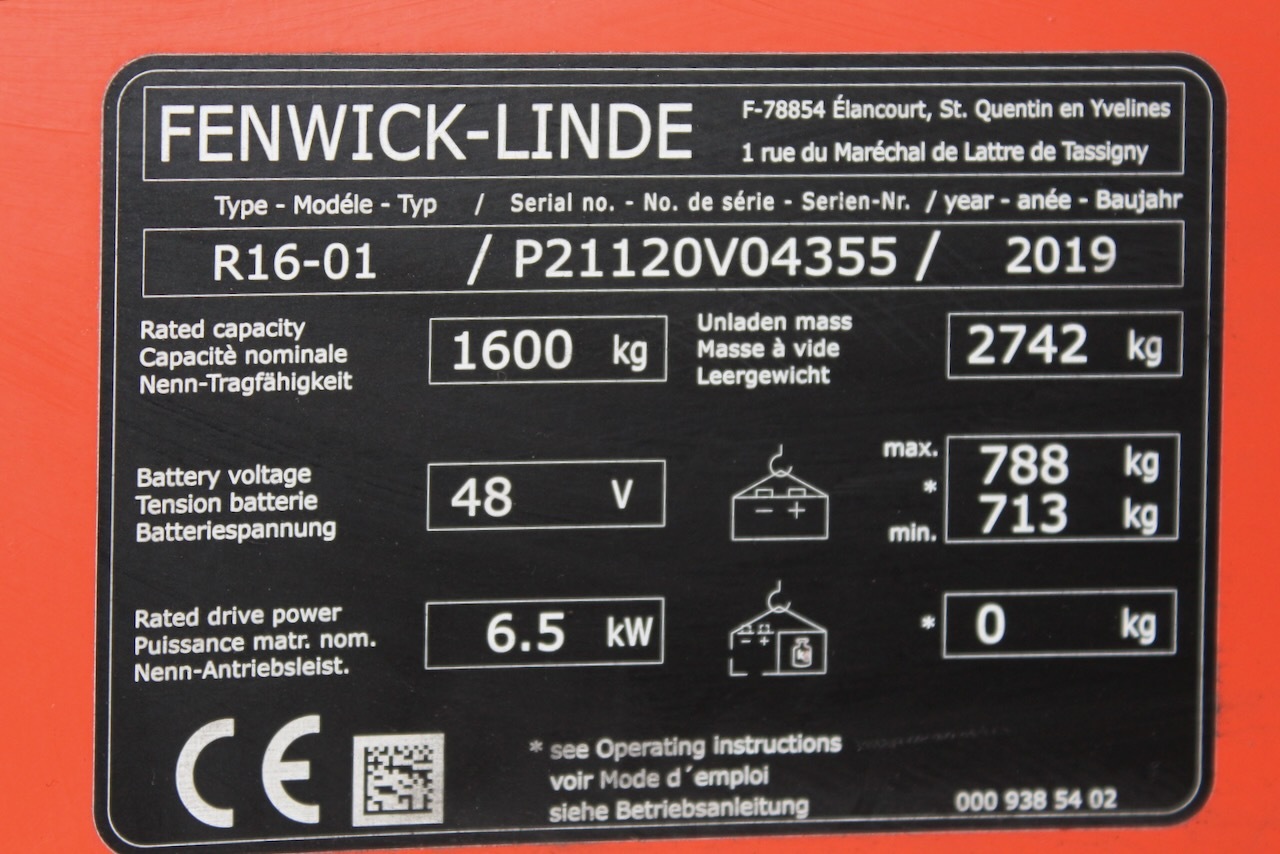 FENWICK-LINDE
F-78854 Élancourt, St. Quentin en Yvelines
1 rue du Maréchal de Lattre de Tassigny
Type - Modéle - Typ / Serial no. - No. de série - Serien-Nr. / year - anée - Baujahr
R16-01 / P21120V04355 / 2019
Rated capacity
Capacitè nominale
Nenn-Tragfähigkeit
1600 kg
Unladen mass
Masse à vide
Leergewicht
2742 kg
Battery voltage
Tension batterie
Batteriespannung
48 V
- +
max.
*
min.
788 kg
713 kg
Rated drive power
Puissance matr. nom.
Nenn-Antriebsleist.
6.5 kW
- +
kg
* 0 kg
CE
* see Operating instructions
voir Mode d´emploi
siehe Betriebsanleitung
000 938 54 02